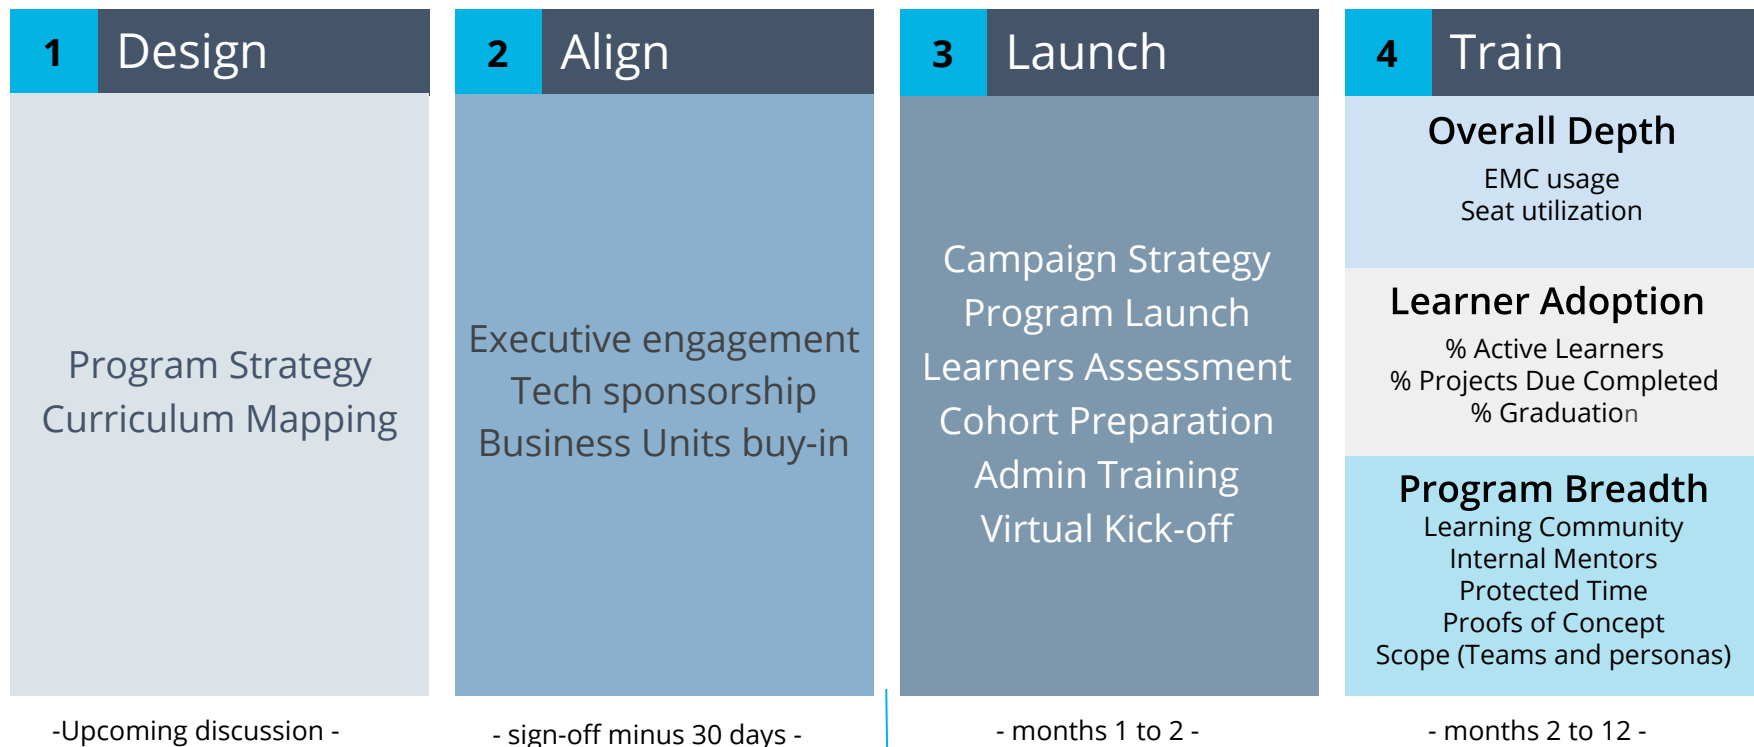 1 Design
Program Strategy
Curriculum Mapping
-Upcoming discussion -
2 Align
Executive engagement
Tech sponsorship
Business Units buy-in
- sign-off minus 30 days -
3 Launch
Campaign Strategy
Program Launch
Learners Assessment
Cohort Preparation
Admin Training
Virtual Kick-off
- months 1 to 2 -
4 Train
Overall Depth
EMC usage
Seat utilization
Learner Adoption
% Active Learners
% Projects Due Completed
% Graduation
Program Breadth
Learning Community
Internal Mentors
Protected Time
Proofs of Concept
Scope (Teams and personas)
- months 2 to 12 -